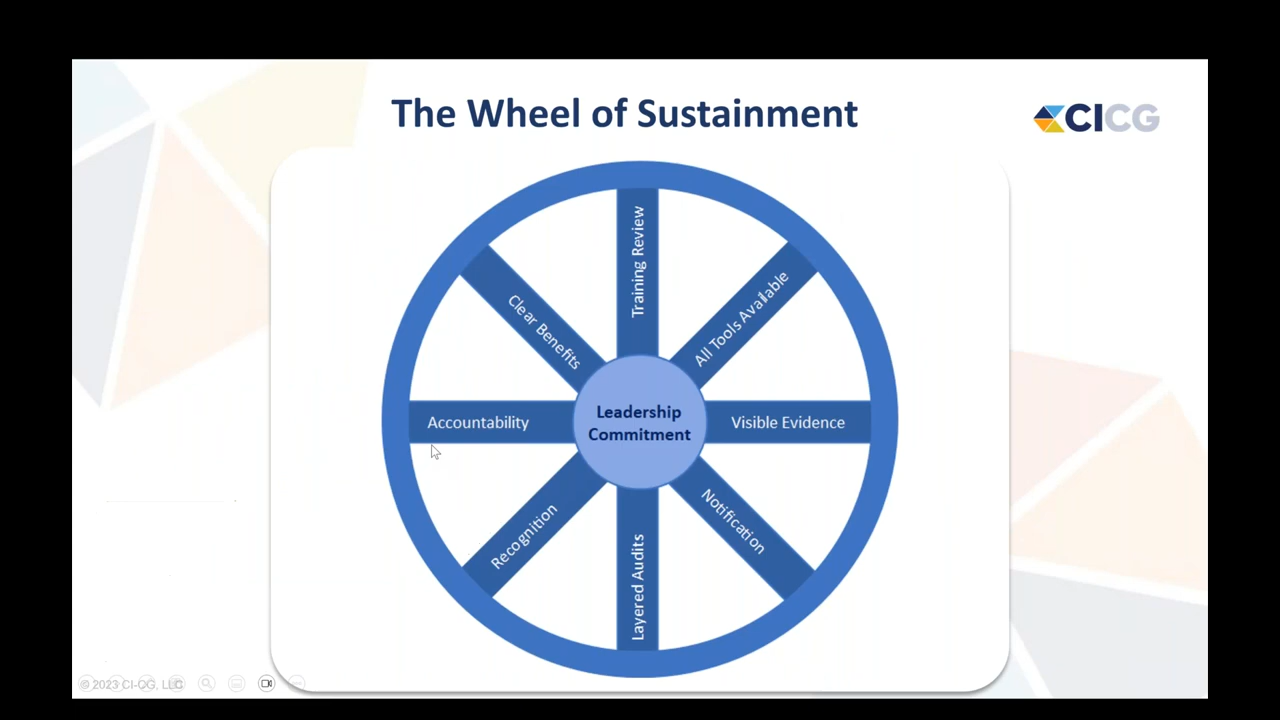 The Wheel of Sustainment
CICG
Training Review
All Tools Available
Clear Benefits
Accountability
Leadership
Commitment
Visible Evidence
Recognition
Notification
Layered Audits
© 2023 CI-CG, LLC